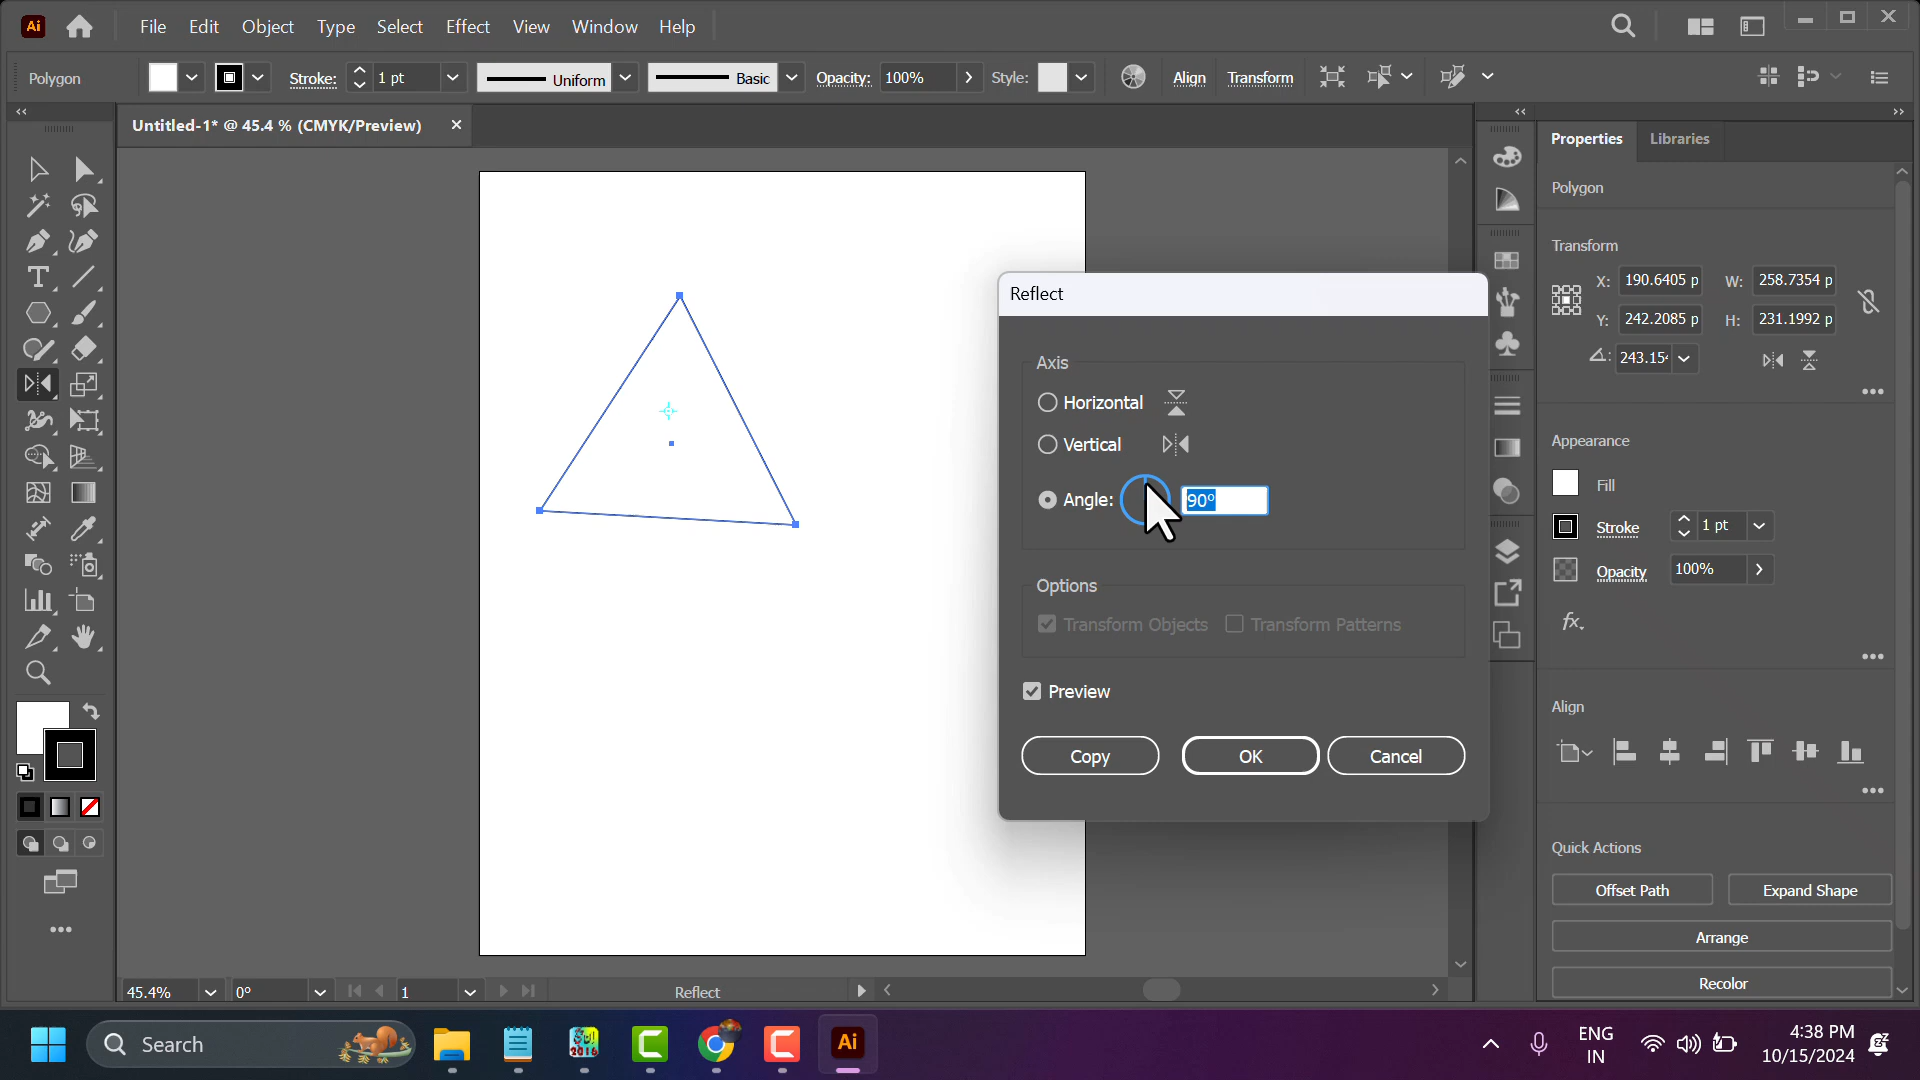 Ai File Edit Object Type Select Effect View Window Help
Polygon Stroke: 1 pt Uniform Basic Opacity: 100% Style: Align Transform
Untitled-1* @ 45.4 % (CMYK/Preview)
Properties Libraries
Polygon
Transform
X: 190.6405 p W: 258.7354 p
Y: 242.2085 p H: 231.1992 p
243.154
Appearance
Fill
Stroke 1 pt
Opacity 100%
fx.
Align
Quick Actions
Offset Path Expand Shape
Arrange
Recolor
Reflect
Axis
Horizontal
Vertical
Angle: 90°
Options
Transform Objects Transform Patterns
Preview
Copy OK Cancel
45.4% 0° 1 Reflect
Search
2016
Ai
ENG
IN
4:38 PM
10/15/2024